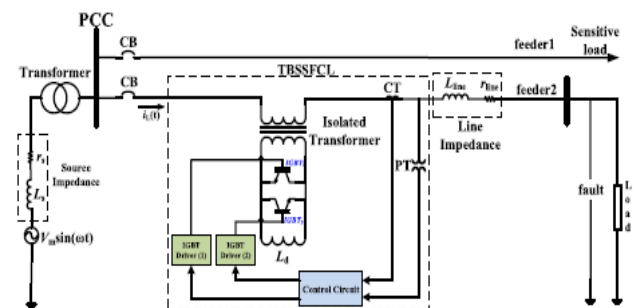 PCC
CB
feeder1
Sensitive
load
Transformer
CB
TBSSFCL
i_L(t)
CT
L_line
r_line
feeder2
Isolated
Transformer
Line
Impedance
r_s
Source
Impedance
L_s
IGBT
PT
IGBT
fault
Load
V_m sin(ωt)
IGBT
Driver (1)
IGBT
Driver (2)
L_d
Control Circuit